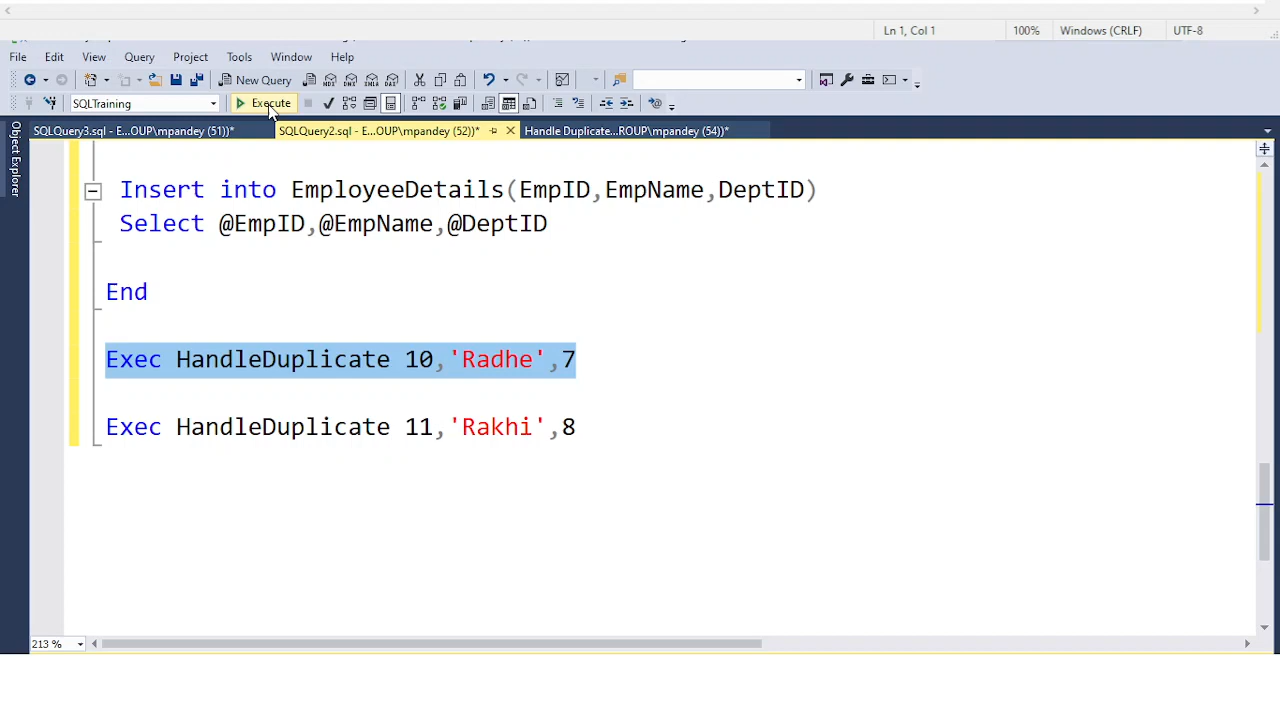 Ln 1, Col 1 100% Windows (CRLF) UTF-8
File Edit View Query Project Tools Window Help
New Query
SQLTraining Execute
SQLQuery3.sql - E...OUP\mpandey (51))* SQLQuery2.sql - E...OUP\mpandey (52))* Handle Duplicate...ROUP\mpandey (54))*
Object Explorer
Insert into EmployeeDetails(EmpID,EmpName,DeptID)
Select @EmpID,@EmpName,@DeptID
End
Exec HandleDuplicate 10,'Radhe',7
Exec HandleDuplicate 11,'Rakhi',8
213 %